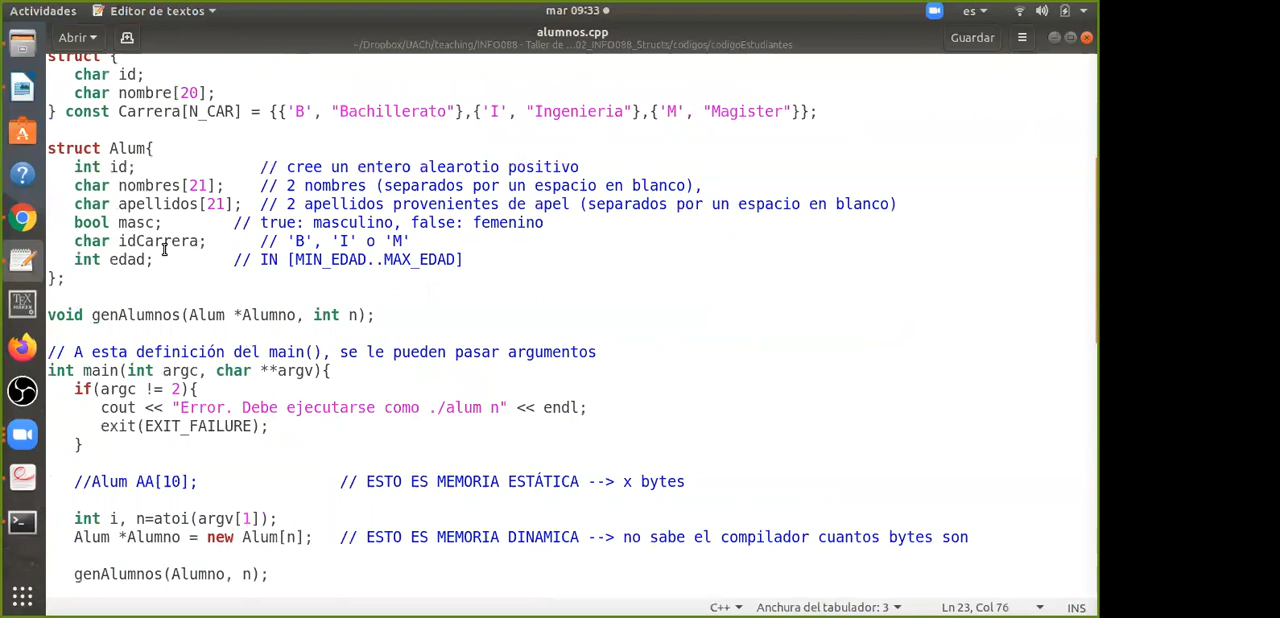 Actividades Editor de textos mar 09:33 es
Abrir alumnos.cpp Guardar
~/Dropbox/UACh/teaching/INFO088 - Taller de ...02_INFO088_Structs/codigos/codigoEstudiantes
struct {
char id;
char nombre[20];
} const Carrera[N_CAR] = {{'B', "Bachillerato"},{'I', "Ingenieria"},{'M', "Magister"}};
struct Alum{
int id; // cree un entero alearotio positivo
char nombres[21]; // 2 nombres (separados por un espacio en blanco),
char apellidos[21]; // 2 apellidos provenientes de apel (separados por un espacio en blanco)
bool masc; // true: masculino, false: femenino
char idCarrera; // 'B', 'I' o 'M'
int edad; // IN [MIN_EDAD..MAX_EDAD]
};
void genAlumnos(Alum *Alumno, int n);
// A esta definición del main(), se le pueden pasar argumentos
int main(int argc, char **argv){
if(argc != 2){
cout << "Error. Debe ejecutarse como ./alum n" << endl;
exit(EXIT_FAILURE);
}
//Alum AA[10]; // ESTO ES MEMORIA ESTÁTICA --> x bytes
int i, n=atoi(argv[1]);
Alum *Alumno = new Alum[n]; // ESTO ES MEMORIA DINAMICA --> no sabe el compilador cuantos bytes son
genAlumnos(Alumno, n);
C++ Anchura del tabulador: 3 Ln 23, Col 76 INS